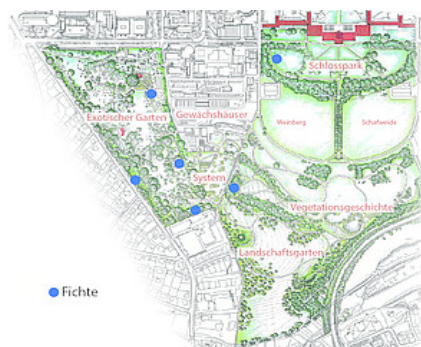 Schlosspark
Exotischer Garten
Gewächshäuser
Weinberg
Schafweide
System
Vegetationsgeschichte
Landschaftsgarten
Fichte